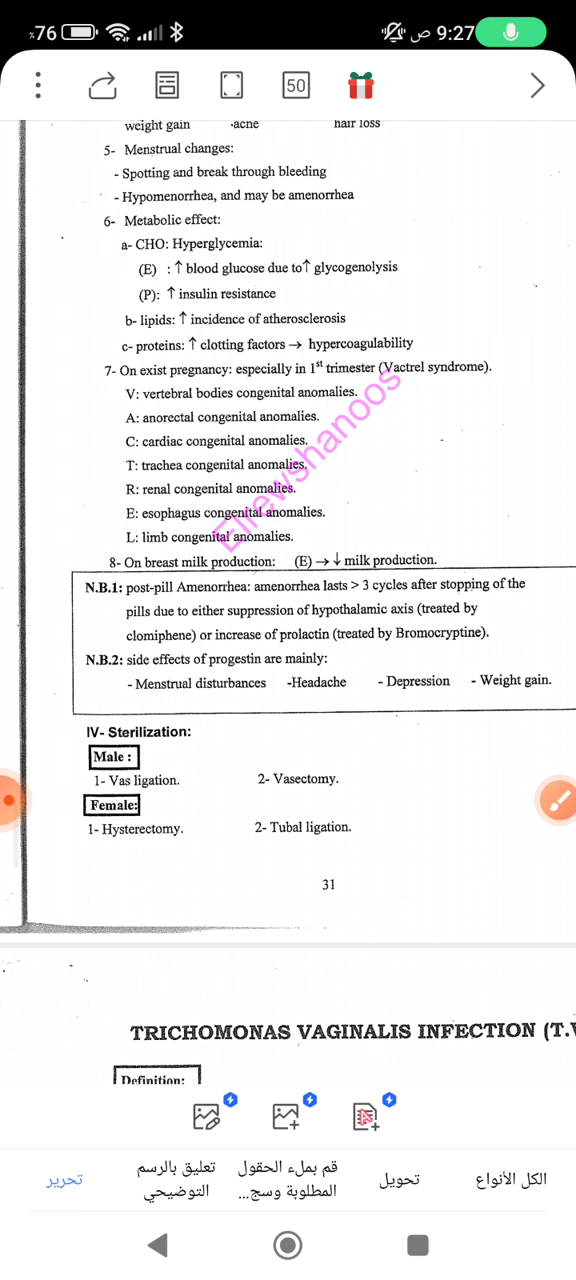 %76 9:27 ص
50
weight gain •acne hair loss
5- Menstrual changes:
- Spotting and break through bleeding
- Hypomenorrhea, and may be amenorrhea
6- Metabolic effect:
a- CHO: Hyperglycemia:
(E) : ↑ blood glucose due to↑ glycogenolysis
(P): ↑ insulin resistance
b- lipids: ↑ incidence of atherosclerosis
c- proteins: ↑ clotting factors → hypercoagulability
7- On exist pregnancy: especially in 1st trimester (Vactrel syndrome).
V: vertebral bodies congenital anomalies.
A: anorectal congenital anomalies.
C: cardiac congenital anomalies.
T: trachea congenital anomalies.
R: renal congenital anomalies.
E: esophagus congenital anomalies.
L: limb congenital anomalies.
Elrewshanoos
8- On breast milk production: (E) → ↓ milk production.
N.B.1: post-pill Amenorrhea: amenorrhea lasts > 3 cycles after stopping of the
pills due to either suppression of hypothalamic axis (treated by
clomiphene) or increase of prolactin (treated by Bromocryptine).
N.B.2: side effects of progestin are mainly:
- Menstrual disturbances -Headache - Depression - Weight gain.
IV- Sterilization:
Male :
1- Vas ligation. 2- Vasectomy.
Female:
1- Hysterectomy. 2- Tubal ligation.
31
TRICHOMONAS VAGINALIS INFECTION (T.V
Definition:
الكل الأنواع
تحويل
قم بملء الحقول
المطلوبة وسج...
تعليق بالرسم
التوضيحي
تحرير